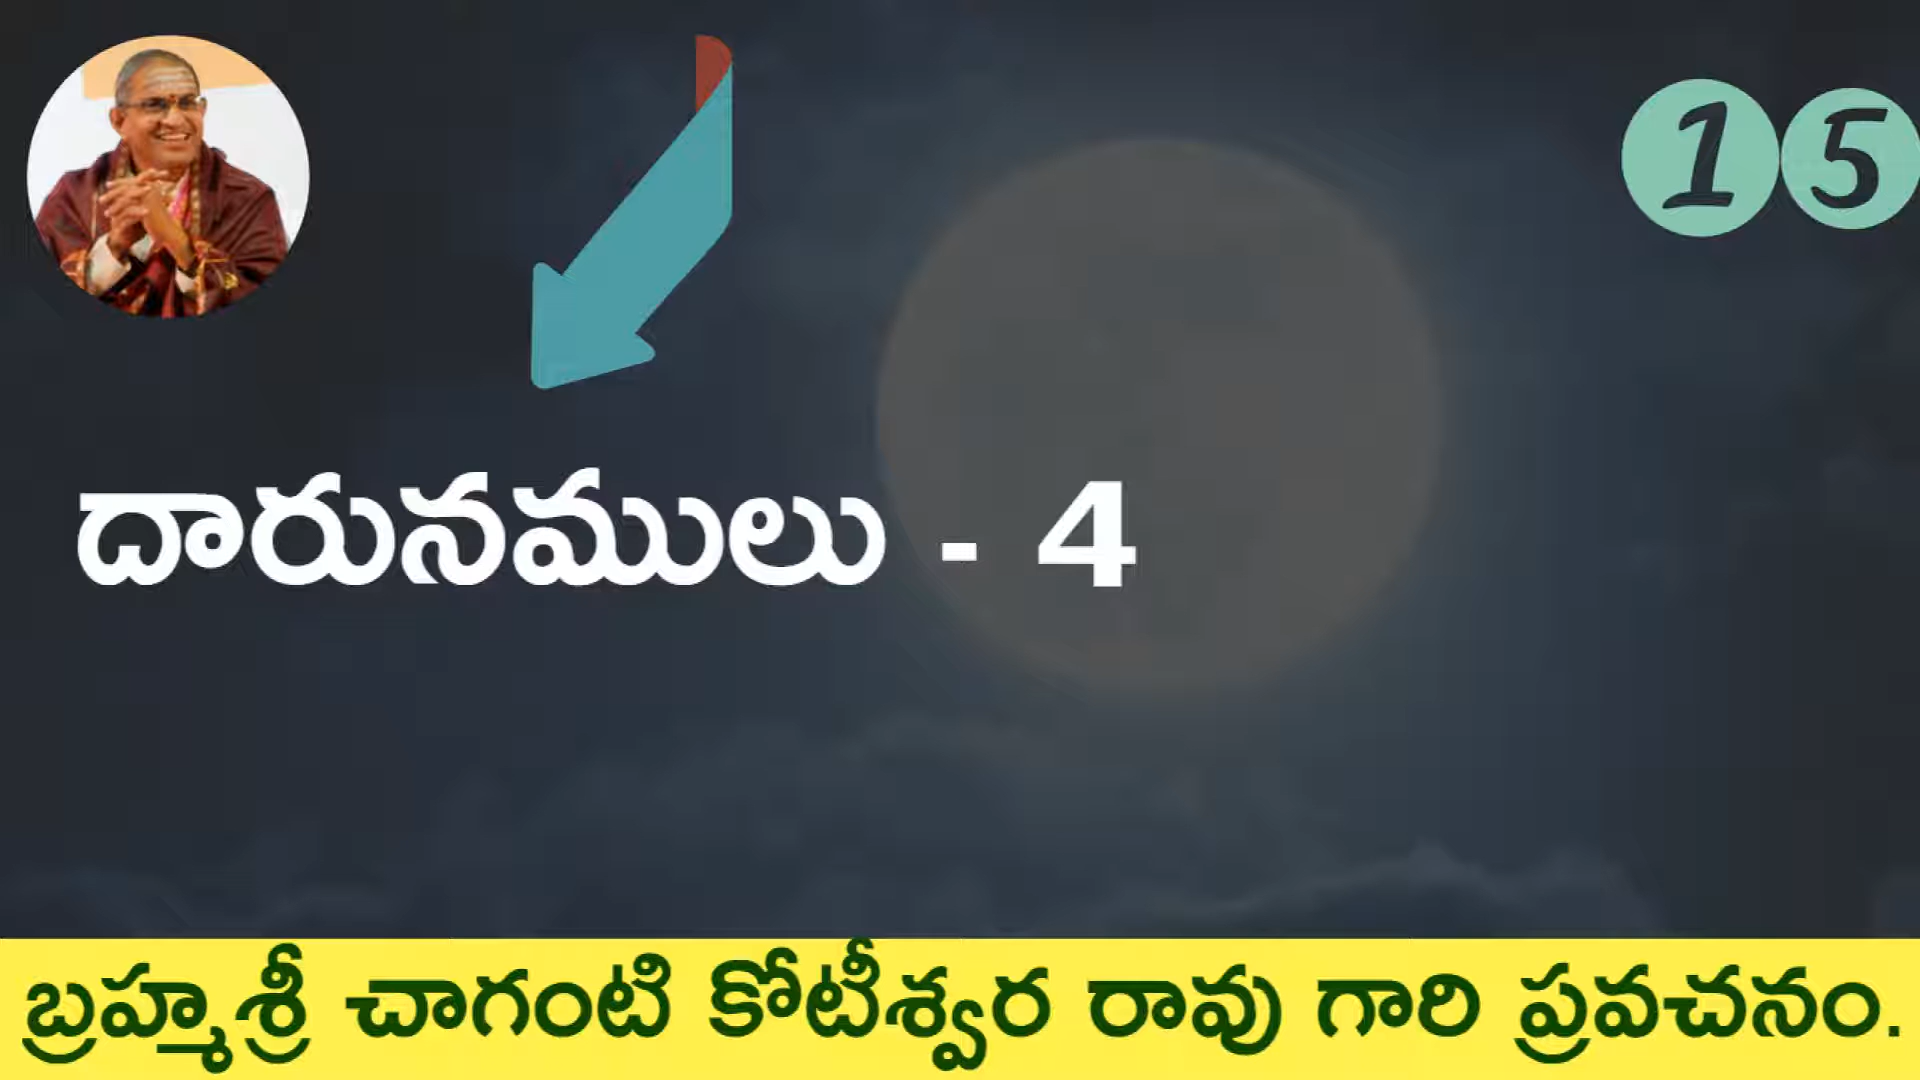 15
దారునములు - 4
బ్రహ్మశ్రీ చాగంటి కోటీశ్వర రావు గారి ప్రవచనం.